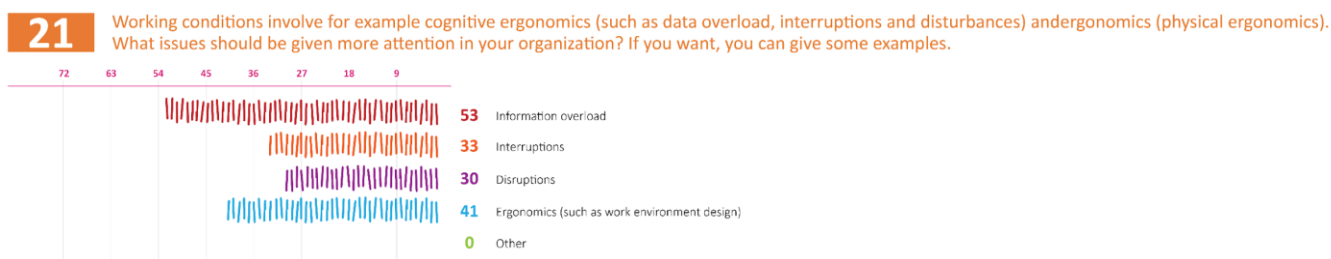 21
Working conditions involve for example cognitive ergonomics (such as data overload, interruptions and disturbances) andergonomics (physical ergonomics).
What issues should be given more attention in your organization? If you want, you can give some examples.
72 63 54 45 36 27 18 9
53 Information overload
33 Interruptions
30 Disruptions
41 Ergonomics (such as work environment design)
0 Other